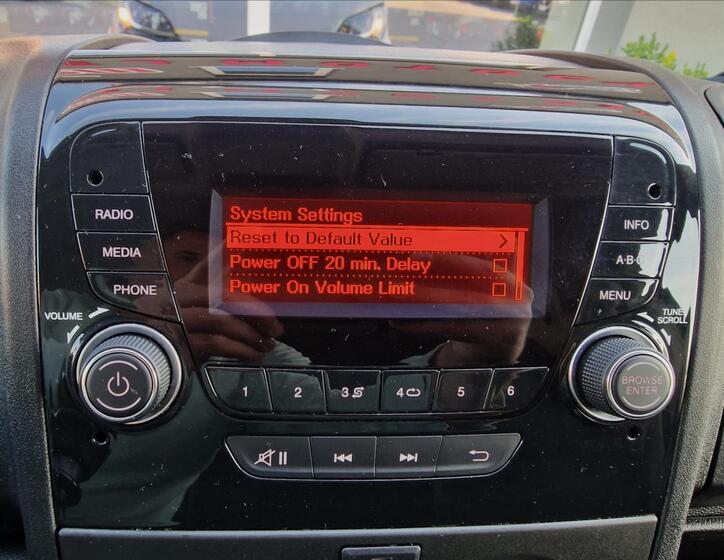 System Settings
Reset to Default Value
Power OFF 20 min. Delay
Power On Volume Limit
RADIO
MEDIA
PHONE
INFO
A-B-C
MENU
VOLUME
TUNE
SCROLL
BROWSE
ENTER
1
2
3
4
5
6